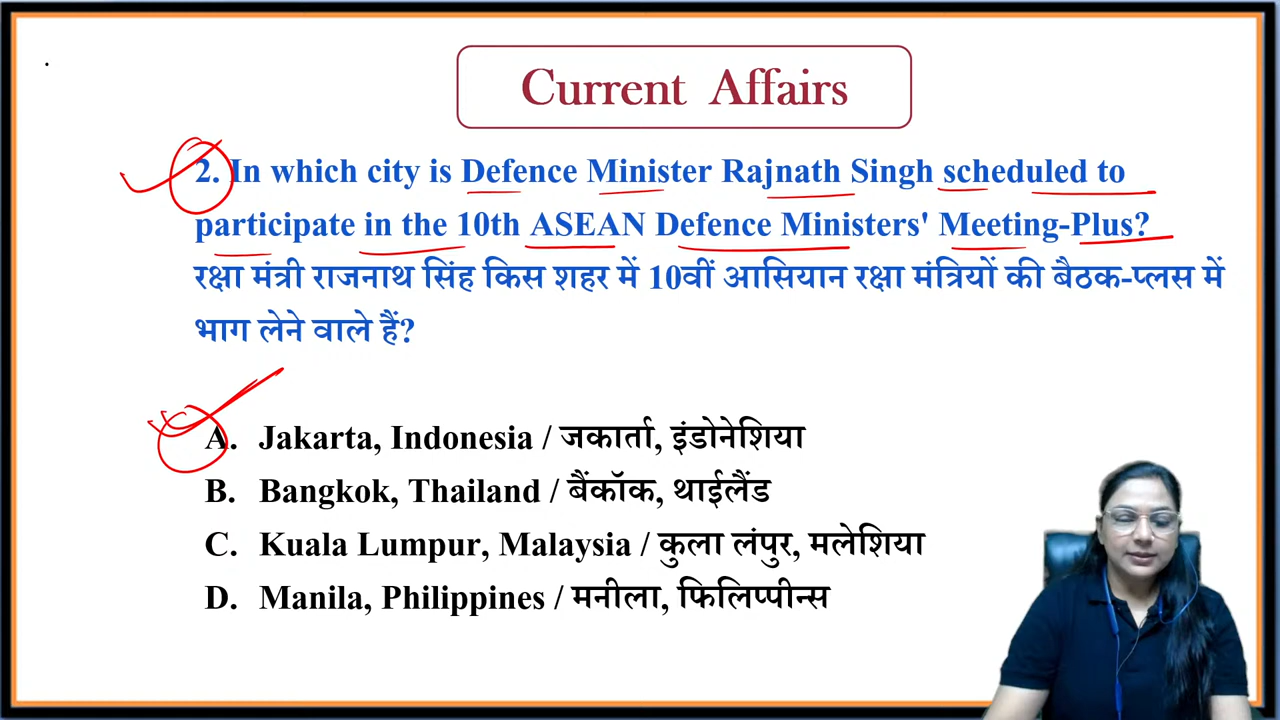 Current Affairs
2. In which city is Defence Minister Rajnath Singh scheduled to
participate in the 10th ASEAN Defence Ministers' Meeting-Plus?
रक्षा मंत्री राजनाथ सिंह किस शहर में 10वीं आसियान रक्षा मंत्रियों की बैठक-प्लस में
भाग लेने वाले हैं?
A. Jakarta, Indonesia / जकार्ता, इंडोनेशिया
B. Bangkok, Thailand / बैंकॉक, थाईलैंड
C. Kuala Lumpur, Malaysia / कुला लंपुर, मलेशिया
D. Manila, Philippines / मनीला, फिलिप्पीन्स